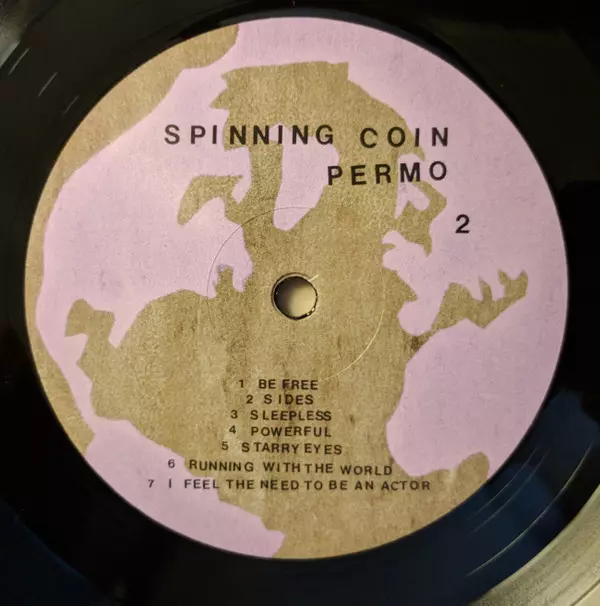 SPINNING COIN
PERMO
2
1 BE FREE
2 SIDES
3 SLEEPLESS
4 POWERFUL
5 STARRY EYES
6 RUNNING WITH THE WORLD
7 I FEEL THE NEED TO BE AN ACTOR